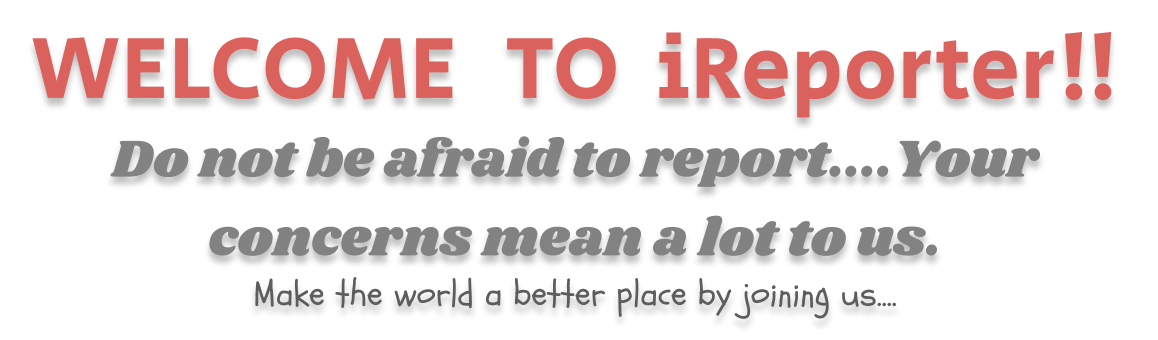 WELCOME TO iReporter!!
Do not be afraid to report.... Your
concerns mean a lot to us.
Make the world a better place by joining us....